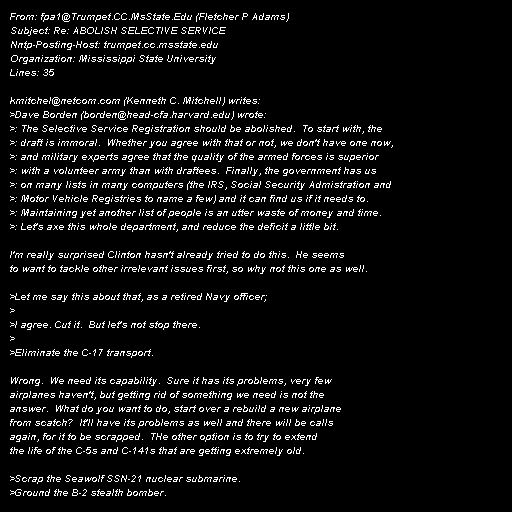 From: fpa1@Trumpet.CC.MsState.Edu (Fletcher P Adams)
Subject: Re: ABOLISH SELECTIVE SERVICE
Nntp-Posting-Host: trumpet.cc.msstate.edu
Organization: Mississippi State University
Lines: 35

kmitchel@netcom.com (Kenneth C. Mitchell) writes:
>Dave Borden (borden@head-cfa.harvard.edu) wrote:
>: The Selective Service Registration should be abolished.  To start with, the
>: draft is immoral.  Whether you agree with that or not, we don't have one now,
>: and military experts agree that the quality of the armed forces is superior
>: with a volunteer army than with draftees.  Finally, the government has us
>: on many lists in many computers (the IRS, Social Security Admistration and
>: Motor Vehicle Registries to name a few) and it can find us if it needs to.
>: Maintaining yet another list of people is an utter waste of money and time.
>: Let's axe this whole department, and reduce the deficit a little bit.

I'm really surprised Clinton hasn't already tried to do this.  He seems
to want to tackle other irrelevant issues first, so why not this one as well.

>Let me say this about that, as a retired Navy officer;
>
>I agree. Cut it.  But let's not stop there.
>
>Eliminate the C-17 transport.

Wrong.  We need its capability.  Sure it has its problems, very few
airplanes haven't, but getting rid of something we need is not the
answer.  What do you want to do, start over a rebuild a new airplane
from scatch?  It'll have its problems as well and there will be calls
again, for it to be scrapped.  THe other option is to try to extend
the life of the C-5s and C-141s that are getting extremely old.

>Scrap the Seawolf SSN-21 nuclear submarine.
>Ground the B-2 stealth bomber.